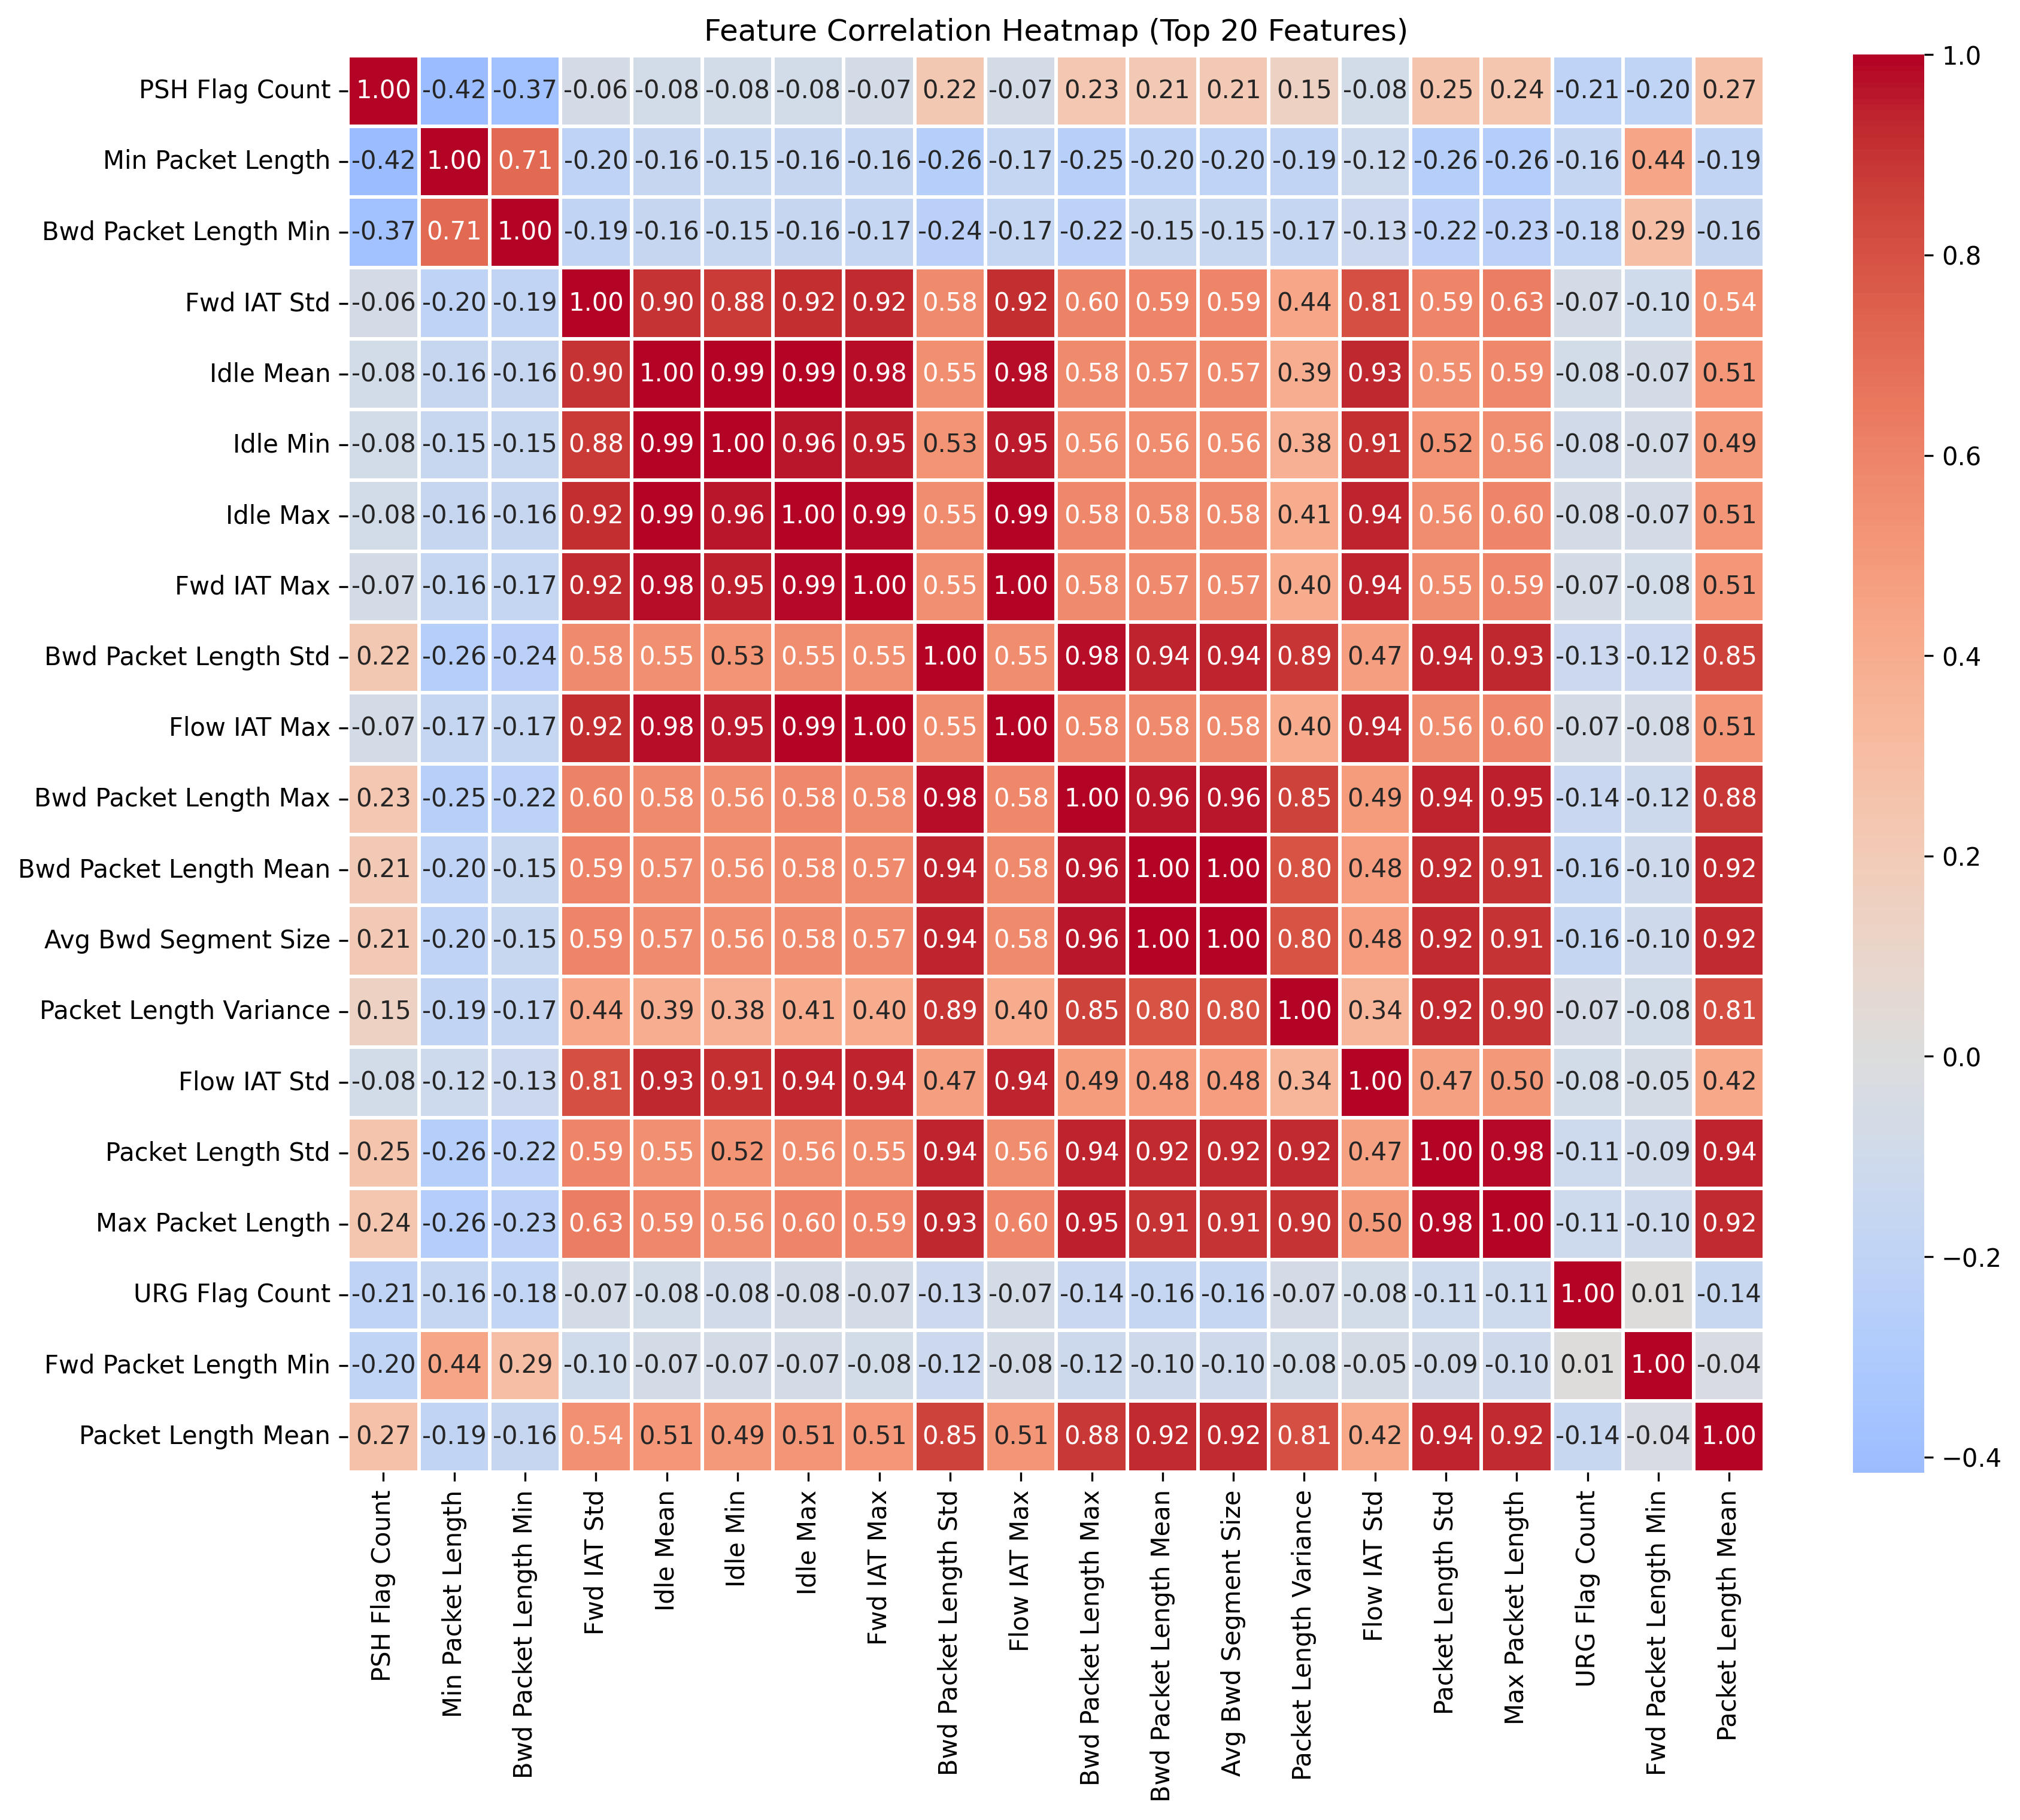 Feature Correlation Heatmap (Top 20 Features)
PSH Flag Count 1.00 -0.42 -0.37 -0.06 -0.08 -0.08 -0.08 -0.07 0.22 -0.07 0.23 0.21 0.21 0.15 -0.08 0.25 0.24 -0.21 -0.20 0.27
Min Packet Length -0.42 1.00 0.71 -0.20 -0.16 -0.15 -0.16 -0.16 -0.26 -0.17 -0.25 -0.20 -0.20 -0.19 -0.12 -0.26 -0.26 -0.16 0.44 -0.19
Bwd Packet Length Min -0.37 0.71 1.00 -0.19 -0.16 -0.15 -0.16 -0.17 -0.24 -0.17 -0.22 -0.15 -0.15 -0.17 -0.13 -0.22 -0.23 -0.18 0.29 -0.16
Fwd IAT Std -0.06 -0.20 -0.19 1.00 0.90 0.88 0.92 0.92 0.58 0.92 0.60 0.59 0.59 0.44 0.81 0.59 0.63 -0.07 -0.10 0.54
Idle Mean -0.08 -0.16 -0.16 0.90 1.00 0.99 0.99 0.98 0.55 0.98 0.58 0.57 0.57 0.39 0.93 0.55 0.59 -0.08 -0.07 0.51
Idle Min -0.08 -0.15 -0.15 0.88 0.99 1.00 0.96 0.95 0.53 0.95 0.56 0.56 0.56 0.38 0.91 0.52 0.56 -0.08 -0.07 0.49
Idle Max -0.08 -0.16 -0.16 0.92 0.99 0.96 1.00 0.99 0.55 0.99 0.58 0.58 0.58 0.41 0.94 0.56 0.60 -0.08 -0.07 0.51
Fwd IAT Max -0.07 -0.16 -0.17 0.92 0.98 0.95 0.99 1.00 0.55 1.00 0.58 0.57 0.57 0.40 0.94 0.55 0.59 -0.07 -0.08 0.51
Bwd Packet Length Std 0.22 -0.26 -0.24 0.58 0.55 0.53 0.55 0.55 1.00 0.55 0.98 0.94 0.94 0.89 0.47 0.94 0.93 -0.13 -0.12 0.85
Flow IAT Max -0.07 -0.17 -0.17 0.92 0.98 0.95 0.99 1.00 0.55 1.00 0.58 0.58 0.58 0.40 0.94 0.56 0.60 -0.07 -0.08 0.51
Bwd Packet Length Max 0.23 -0.25 -0.22 0.60 0.58 0.56 0.58 0.58 0.98 0.58 1.00 0.96 0.96 0.85 0.49 0.94 0.95 -0.14 -0.12 0.88
Bwd Packet Length Mean 0.21 -0.20 -0.15 0.59 0.57 0.56 0.58 0.57 0.94 0.58 0.96 1.00 1.00 0.80 0.48 0.92 0.91 -0.16 -0.10 0.92
Avg Bwd Segment Size 0.21 -0.20 -0.15 0.59 0.57 0.56 0.58 0.57 0.94 0.58 0.96 1.00 1.00 0.80 0.48 0.92 0.91 -0.16 -0.10 0.92
Packet Length Variance 0.15 -0.19 -0.17 0.44 0.39 0.38 0.41 0.40 0.89 0.40 0.85 0.80 0.80 1.00 0.34 0.92 0.90 -0.07 -0.08 0.81
Flow IAT Std -0.08 -0.12 -0.13 0.81 0.93 0.91 0.94 0.94 0.47 0.94 0.49 0.48 0.48 0.34 1.00 0.47 0.50 -0.08 -0.05 0.42
Packet Length Std 0.25 -0.26 -0.22 0.59 0.55 0.52 0.56 0.55 0.94 0.56 0.94 0.92 0.92 0.92 0.47 1.00 0.98 -0.11 -0.09 0.94
Max Packet Length 0.24 -0.26 -0.23 0.63 0.59 0.56 0.60 0.59 0.93 0.60 0.95 0.91 0.91 0.90 0.50 0.98 1.00 -0.11 -0.10 0.92
URG Flag Count -0.21 -0.16 -0.18 -0.07 -0.08 -0.08 -0.08 -0.07 -0.13 -0.07 -0.14 -0.16 -0.16 -0.07 -0.08 -0.11 -0.11 1.00 0.01 -0.14
Fwd Packet Length Min -0.20 0.44 0.29 -0.10 -0.07 -0.07 -0.07 -0.08 -0.12 -0.08 -0.12 -0.10 -0.10 -0.08 -0.05 -0.09 -0.10 0.01 1.00 -0.04
Packet Length Mean 0.27 -0.19 -0.16 0.54 0.51 0.49 0.51 0.51 0.85 0.51 0.88 0.92 0.92 0.81 0.42 0.94 0.92 -0.14 -0.04 1.00
PSH Flag Count
Min Packet Length
Bwd Packet Length Min
Fwd IAT Std
Idle Mean
Idle Min
Idle Max
Fwd IAT Max
Bwd Packet Length Std
Flow IAT Max
Bwd Packet Length Max
Bwd Packet Length Mean
Avg Bwd Segment Size
Packet Length Variance
Flow IAT Std
Packet Length Std
Max Packet Length
URG Flag Count
Fwd Packet Length Min
Packet Length Mean
1.0
0.8
0.6
0.4
0.2
0.0
−0.2
−0.4